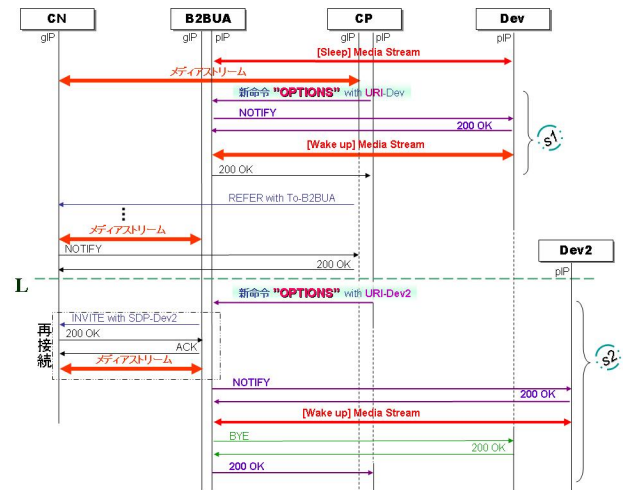 CN B2BUA CP Dev
gIP gIP pIP gIP pIP pIP
[Sleep] Media Stream
メディアストリーム
新命令 "OPTIONS" with URI-Dev
NOTIFY
200 OK
s1
[Wake up] Media Stream
200 OK
REFER with To-B2BUA
メディアストリーム
NOTIFY
200 OK
Dev2
pIP
L
新命令 "OPTIONS" with URI-Dev2
INVITE with SDP-Dev2
200 OK
ACK
メディアストリーム
再接続
s2
NOTIFY
200 OK
[Wake up] Media Stream
BYE
200 OK
200 OK